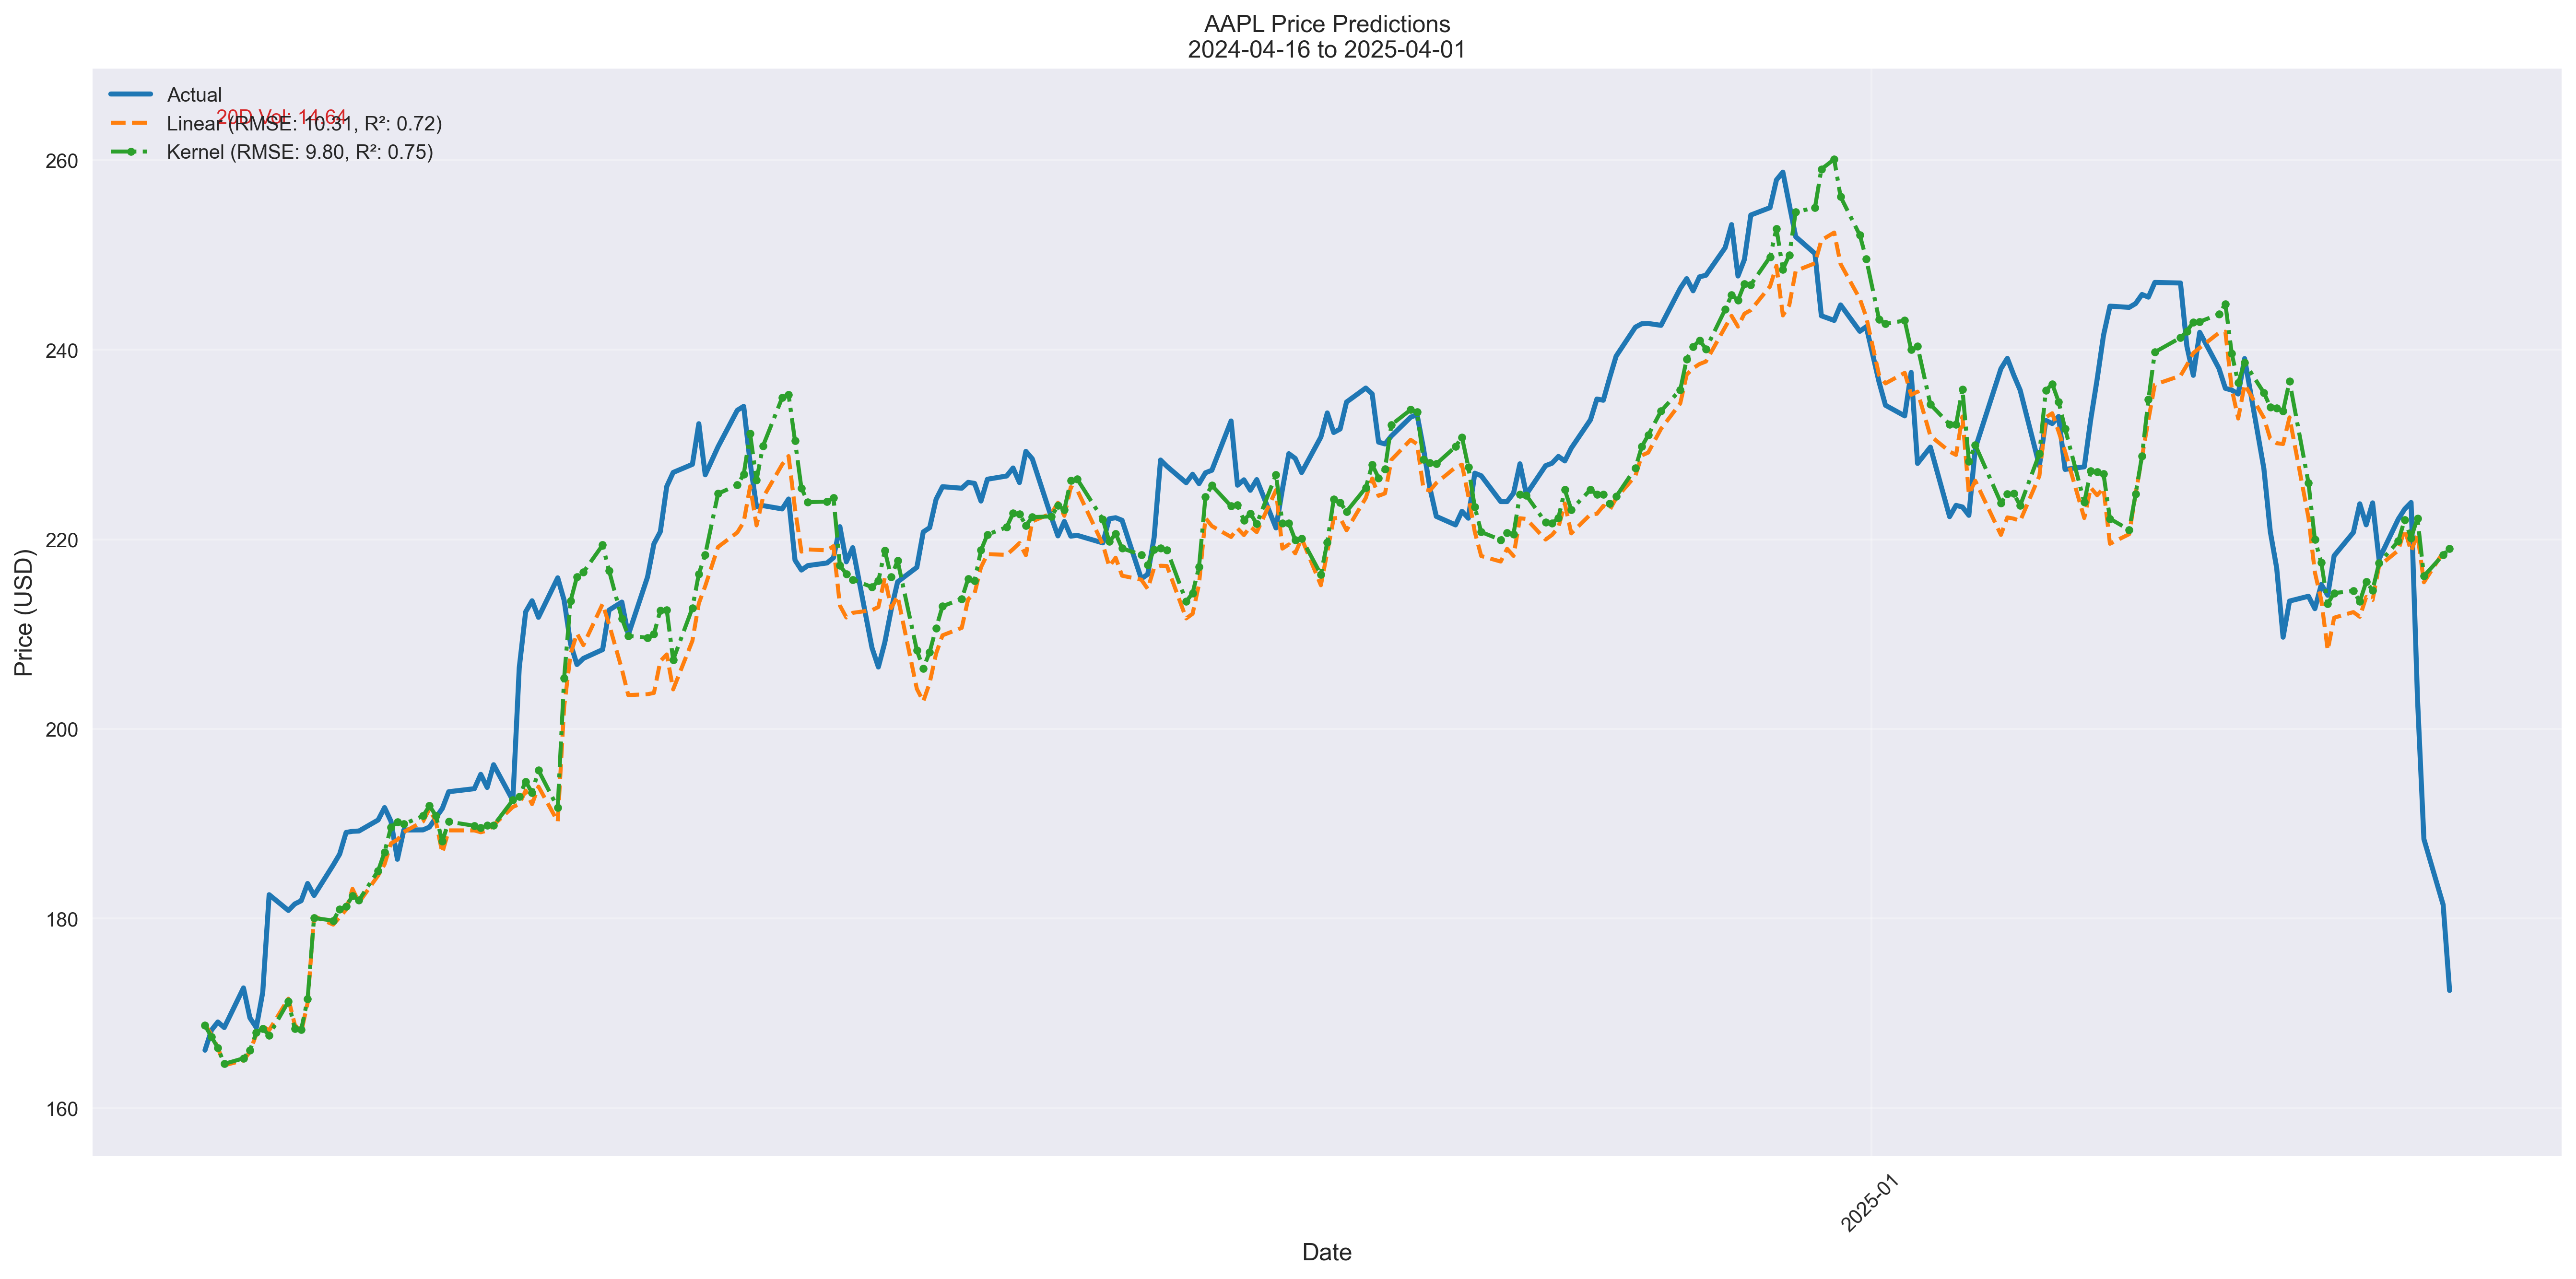 AAPL Price Predictions
2024-04-16 to 2025-04-01
Actual
20D Vol: 14.64
Linear (RMSE: 10.31, R²: 0.72)
Kernel (RMSE: 9.80, R²: 0.75)
260
240
220
200
180
160
Price (USD)
2025-01
Date